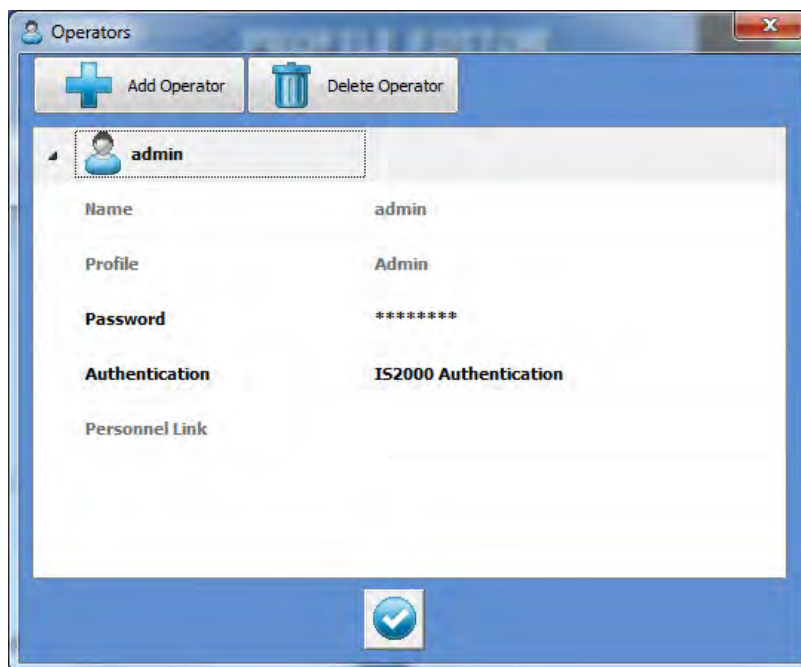 Operators
Add Operator Delete Operator
admin
Name admin
Profile Admin
Password ********
Authentication IS2000 Authentication
Personnel Link